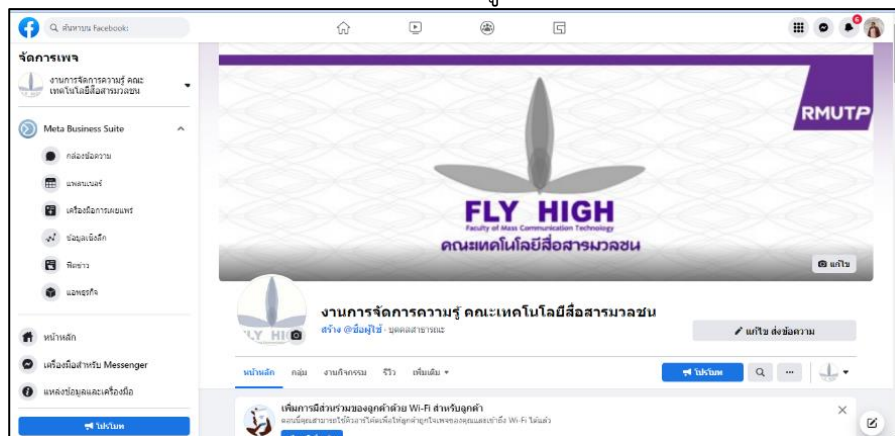 ค้นหาบน Facebook
6
จัดการเพจ
งานการจัดการความรู้ คณะ
เทคโนโลยีสื่อสารมวลชน
Meta Business Suite
กล่องข้อความ
แพลนเนอร์
เครื่องมือการเผยแพร่
ข้อมูลเชิงลึก
ฟีดข่าว
แอพธุรกิจ
หน้าหลัก
เครื่องมือสำหรับ Messenger
แหล่งข้อมูลและเครื่องมือ
โปรโมท
RMUTP
FLY HIGH
Faculty of Mass Communication Technology
คณะเทคโนโลยีสื่อสารมวลชน
แก้ไข
งานการจัดการความรู้ คณะเทคโนโลยีสื่อสารมวลชน
สร้าง @ชื่อผู้ใช้ · บุคคลสาธารณะ
แก้ไข ส่งข้อความ
หน้าหลัก กลุ่ม งานกิจกรรม รีวิว เพิ่มเติม
โปรโมท
เพิ่มการมีส่วนร่วมของลูกค้าด้วย Wi-Fi สำหรับลูกค้า